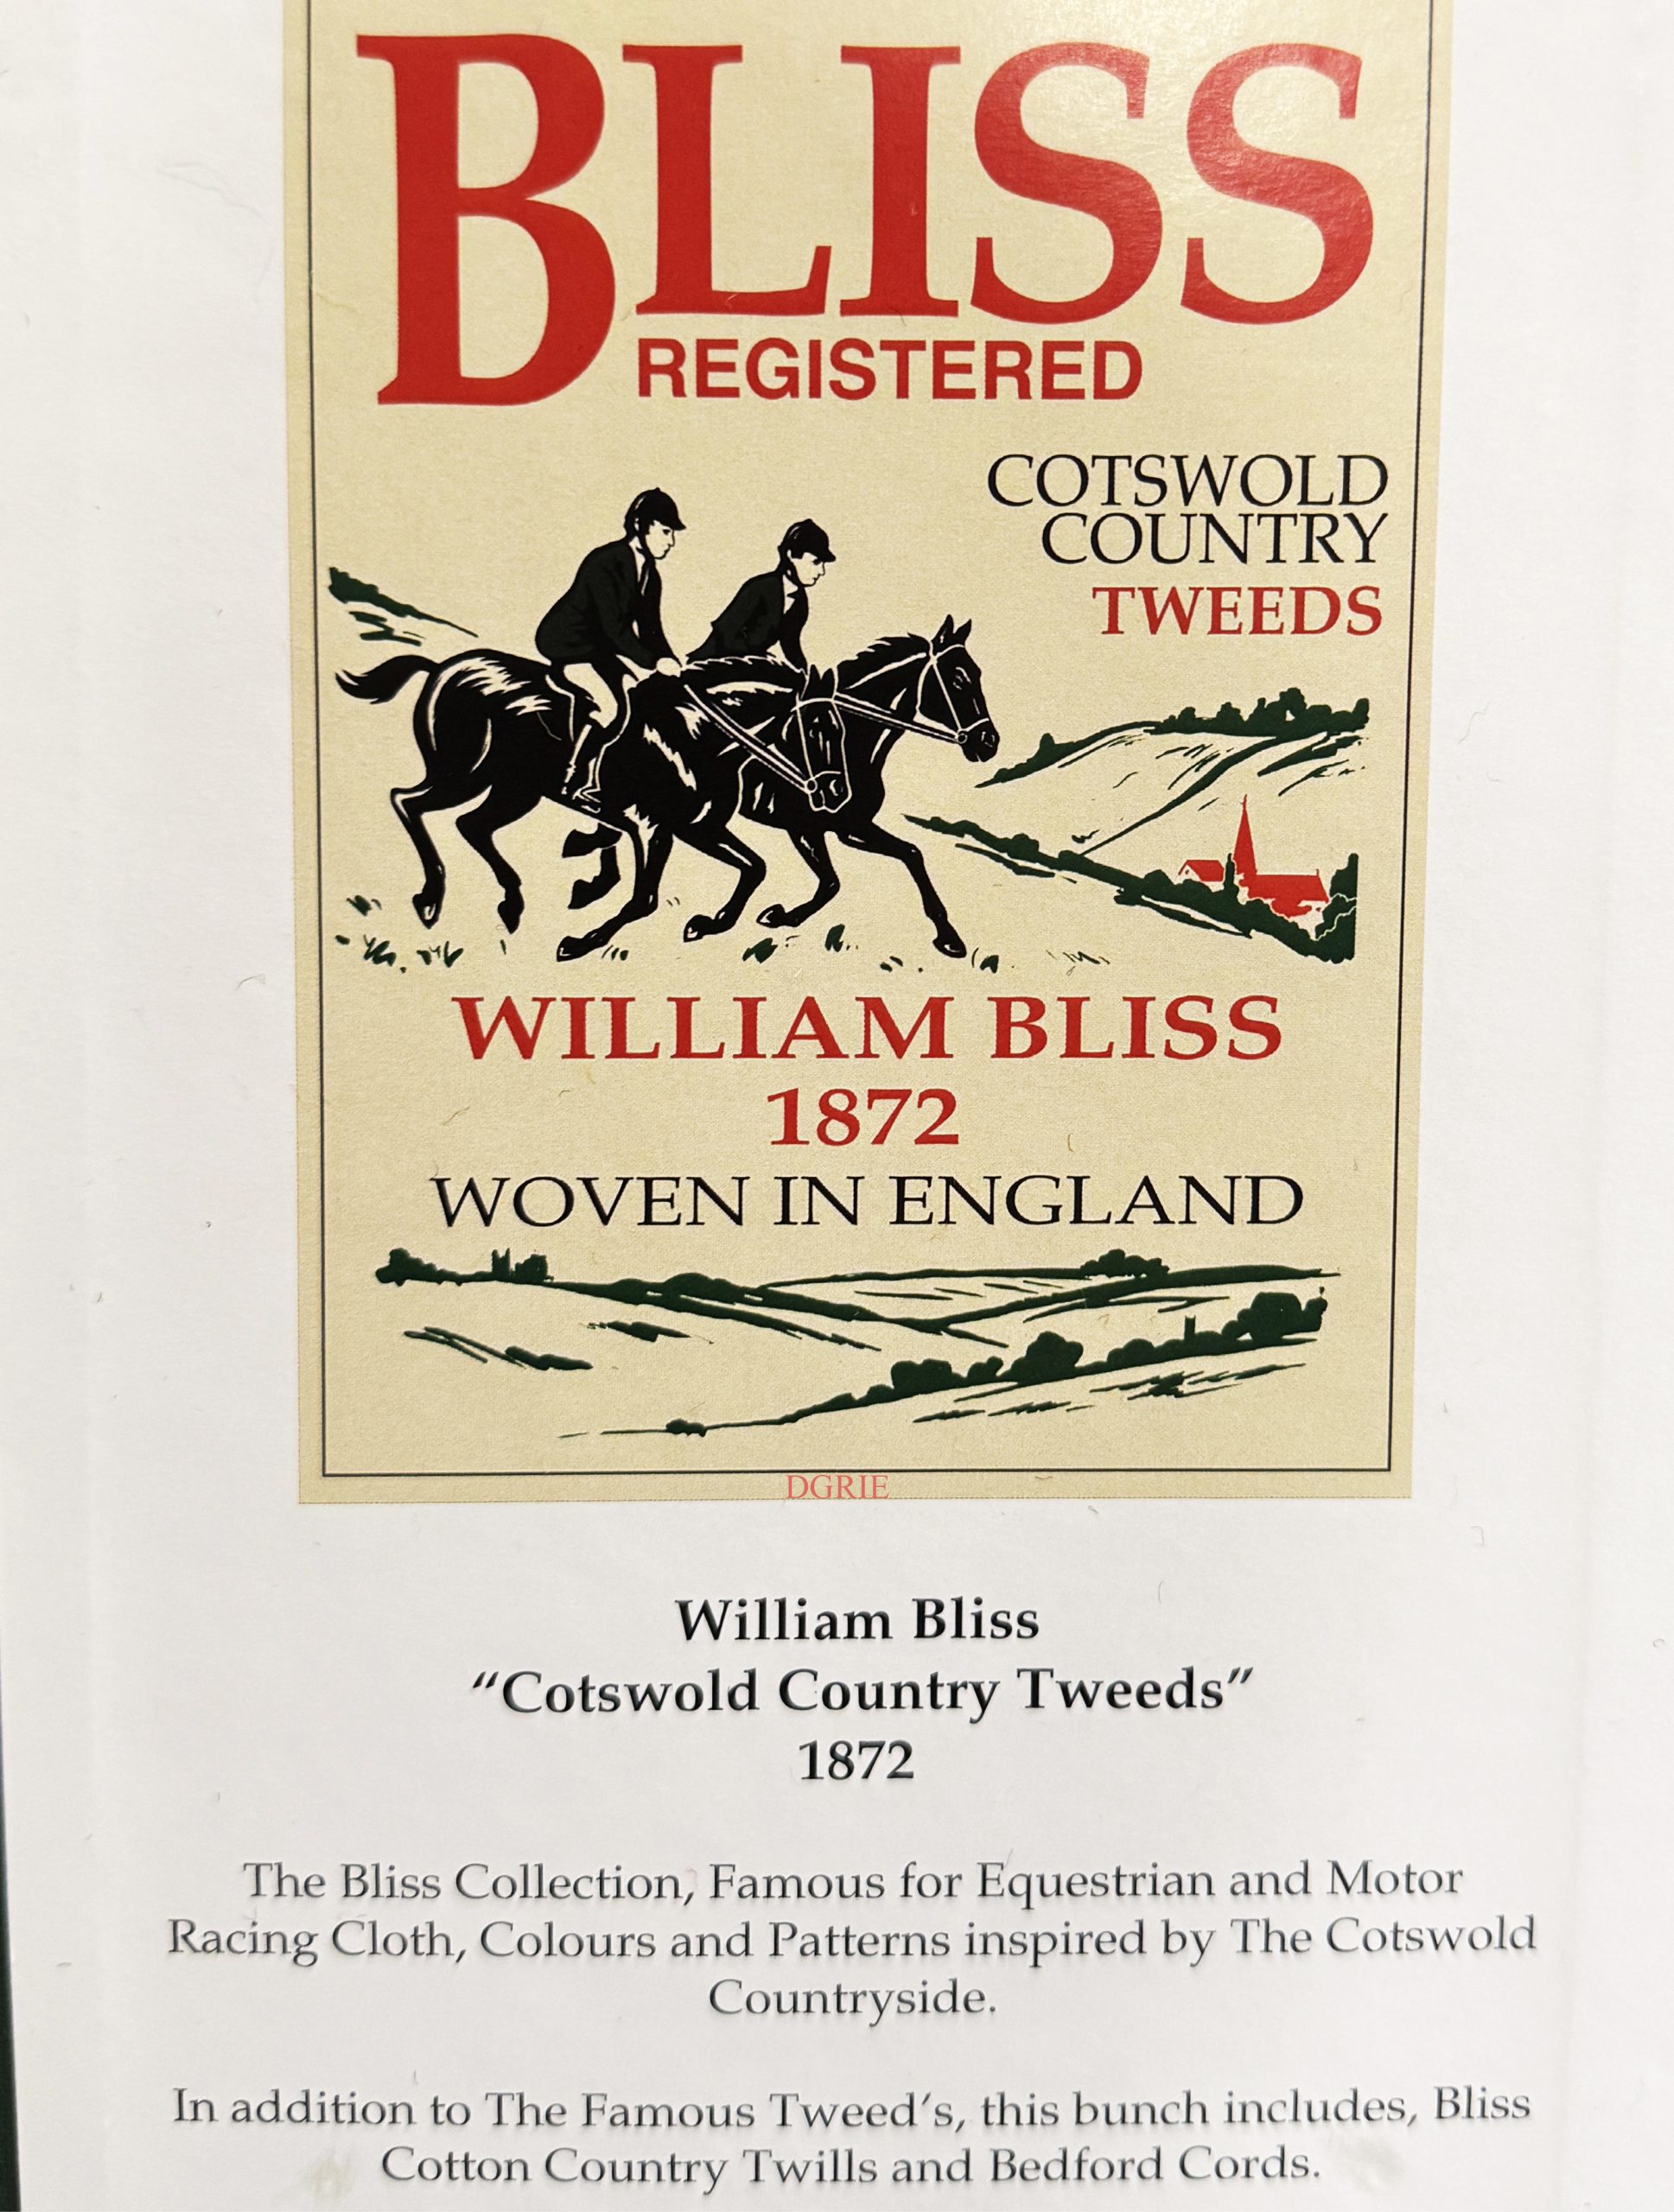 BLISS
REGISTERED
COTSWOLD
COUNTRY
TWEEDS
WILLIAM BLISS
1872
WOVEN IN ENGLAND
DGRIE
William Bliss
“Cotswold Country Tweeds”
1872
The Bliss Collection, Famous for Equestrian and Motor
Racing Cloth, Colours and Patterns inspired by The Cotswold
Countryside.
In addition to The Famous Tweed’s, this bunch includes, Bliss
Cotton Country Twills and Bedford Cords.